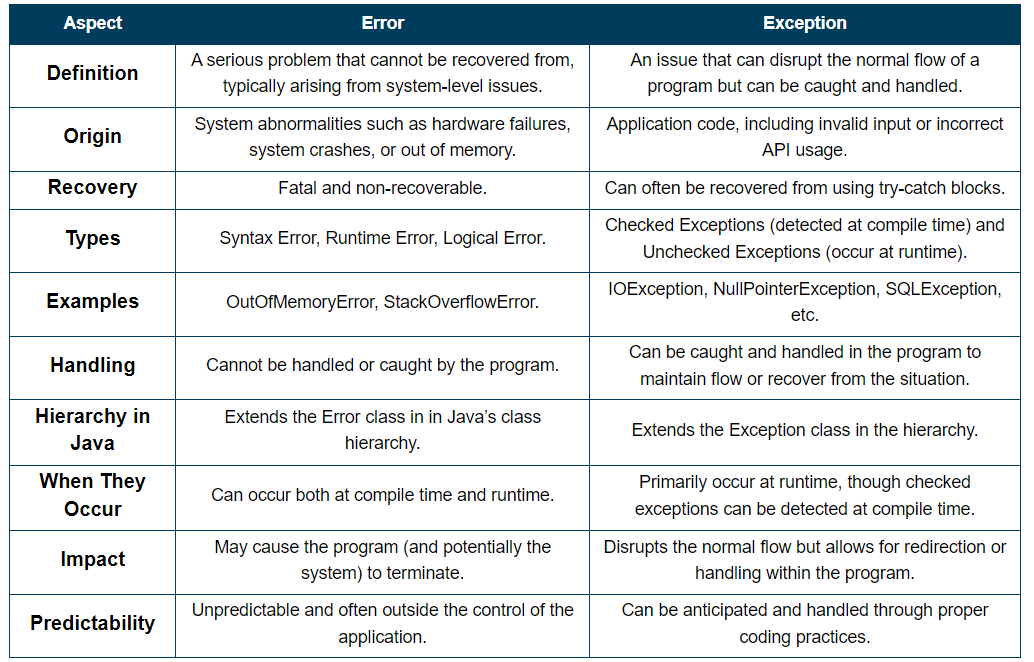 Aspect Error Exception
Definition
A serious problem that cannot be recovered from,
typically arising from system-level issues.
An issue that can disrupt the normal flow of a
program but can be caught and handled.
Origin
System abnormalities such as hardware failures,
system crashes, or out of memory.
Application code, including invalid input or incorrect
API usage.
Recovery
Fatal and non-recoverable.
Can often be recovered from using try-catch blocks.
Types
Syntax Error, Runtime Error, Logical Error.
Checked Exceptions (detected at compile time) and
Unchecked Exceptions (occur at runtime).
Examples
OutOfMemoryError, StackOverflowError.
IOException, NullPointerException, SQLException,
etc.
Handling
Cannot be handled or caught by the program.
Can be caught and handled in the program to
maintain flow or recover from the situation.
Hierarchy in
Java
Extends the Error class in in Java’s class
hierarchy.
Extends the Exception class in the hierarchy.
When They
Occur
Can occur both at compile time and runtime.
Primarily occur at runtime, though checked
exceptions can be detected at compile time.
Impact
May cause the program (and potentially the
system) to terminate.
Disrupts the normal flow but allows for redirection or
handling within the program.
Predictability
Unpredictable and often outside the control of the
application.
Can be anticipated and handled through proper
coding practices.